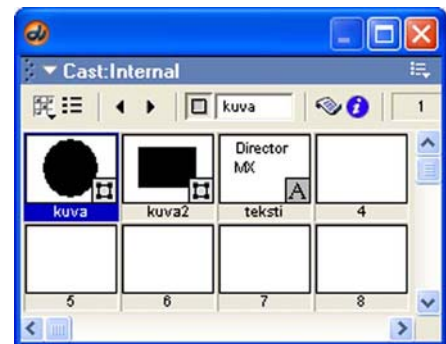 Cast:Internal
kuva
1
Director
MX
A
kuva
kuva2
teksti
4
5
6
7
8